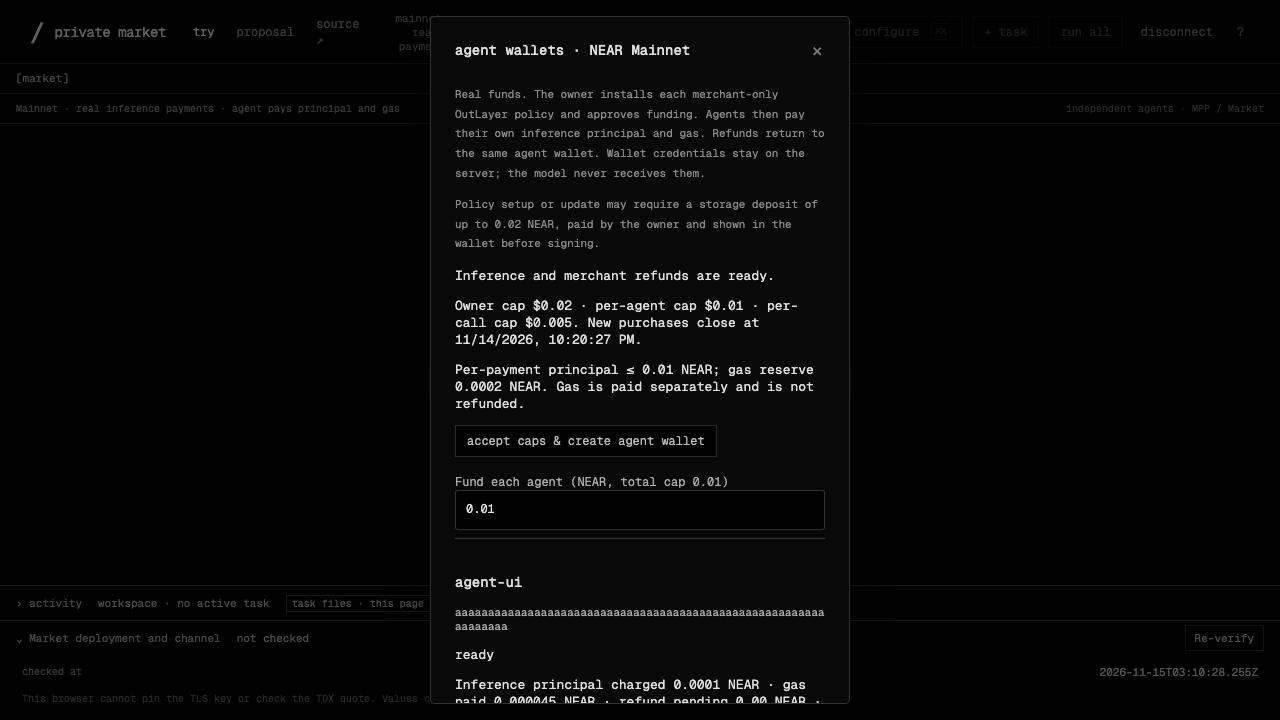 / private market
try
proposal
source ↗
configure
⌘K
+ task
run all
disconnect
?
[market]
Mainnet · real inference payments · agent pays principal and gas
independent agents · MPP / Market
agent wallets · NEAR Mainnet
×
Real funds. The owner installs each merchant-only
OutLayer policy and approves funding. Agents then pay
their own inference principal and gas. Refunds return to
the same agent wallet. Wallet credentials stay on the
server; the model never receives them.
Policy setup or update may require a storage deposit of
up to 0.02 NEAR, paid by the owner and shown in the
wallet before signing.
Inference and merchant refunds are ready.
Owner cap $0.02 · per-agent cap $0.01 · per-
call cap $0.005. New purchases close at
11/14/2026, 10:20:27 PM.
Per-payment principal ≤ 0.01 NEAR; gas reserve
0.0002 NEAR. Gas is paid separately and is not
refunded.
accept caps & create agent wallet
Fund each agent (NEAR, total cap 0.01)
0.01
agent-ui
aaaaaaaaaaaaaaaaaaaaaaaaaaaaaaaaaaaaaaaaaaaaaaaaaaaaaaaa
aaaaaaaa
ready
Inference principal charged 0.0001 NEAR · gas
paid 0.000045 NEAR · refund pending 0.00 NEAR ·
› activity
workspace · no active task
task files · this page
⌄ Market deployment and channel
not checked
Re-verify
checked at
2026-11-15T03:10:28.255Z
This browser cannot pin the TLS key or check the TDX quote. Values